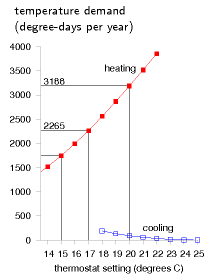 temperature demand
(degree-days per year)
4000
heating
3500
3188
3000
2500
2265
2000
1500
1000
500
cooling
0
14 15 16 17 18 19 20 21 22 23 24 25
thermostat setting (degrees C)